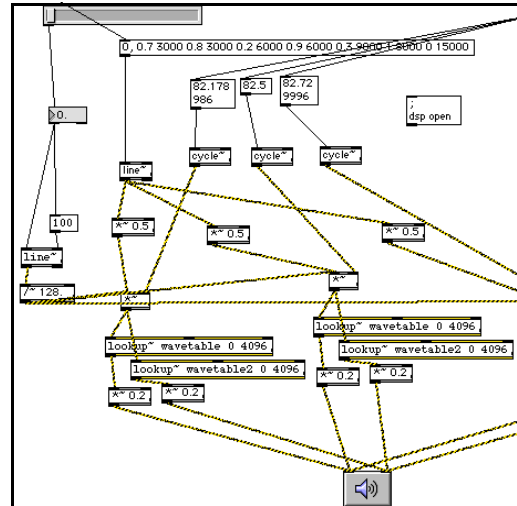 0, 0.7 3000 0.8 3000 0.2 6000 0.9 6000 0.3 9000 1 8000 0 15000
82.178
986
82.5
82.72
9996
;
dsp open
0.
cycle~
cycle~
cycle~
line~
100
*~ 0.5
*~ 0.5
*~ 0.5
line~
/~ 128.
*~
*~
lookup~ wavetable 0 4096
lookup~ wavetable2 0 4096
lookup~ wavetable 0 4096
lookup~ wavetable2 0 4096
*~ 0.2
*~ 0.2
*~ 0.2
*~ 0.2